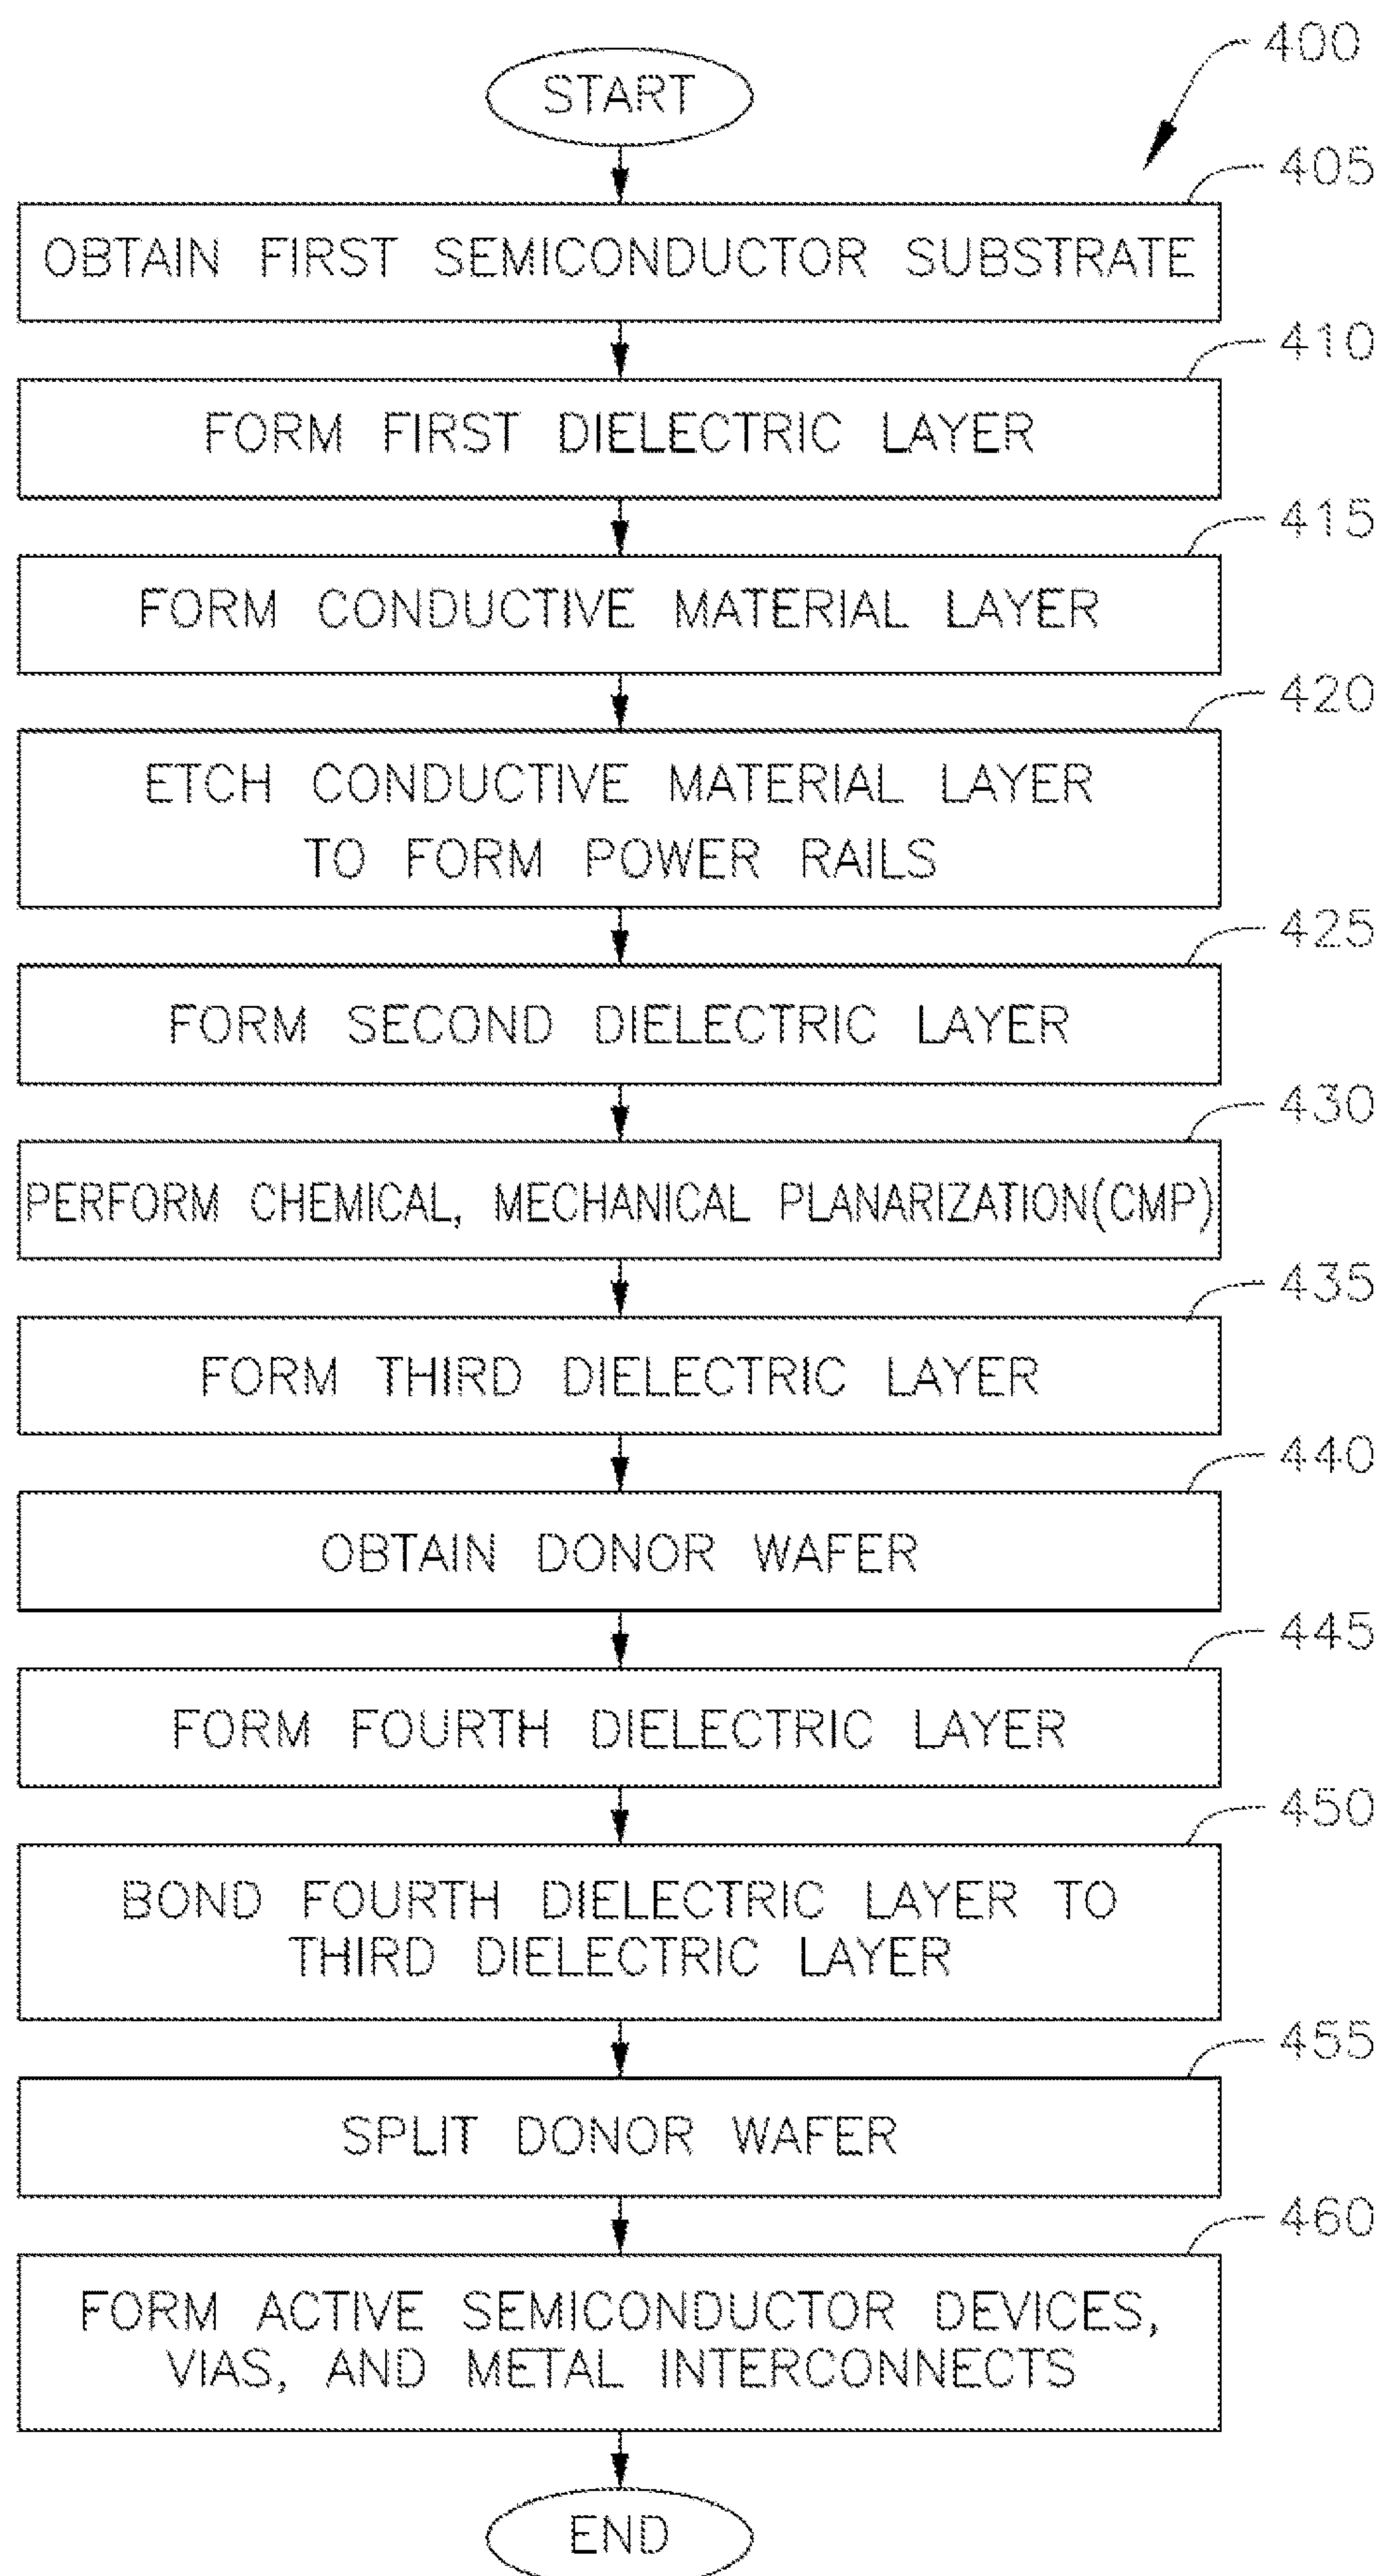 400
START
405
OBTAIN FIRST SEMICONDUCTOR SUBSTRATE
410
FORM FIRST DIELECTRIC LAYER
415
FORM CONDUCTIVE MATERIAL LAYER
420
ETCH CONDUCTIVE MATERIAL LAYER
TO FORM POWER RAILS
425
FORM SECOND DIELECTRIC LAYER
430
PERFORM CHEMICAL, MECHANICAL PLANARIZATION(CMP)
435
FORM THIRD DIELECTRIC LAYER
440
OBTAIN DONOR WAFER
445
FORM FOURTH DIELECTRIC LAYER
450
BOND FOURTH DIELECTRIC LAYER TO
THIRD DIELECTRIC LAYER
455
SPLIT DONOR WAFER
460
FORM ACTIVE SEMICONDUCTOR DEVICES,
VIAS, AND METAL INTERCONNECTS
END